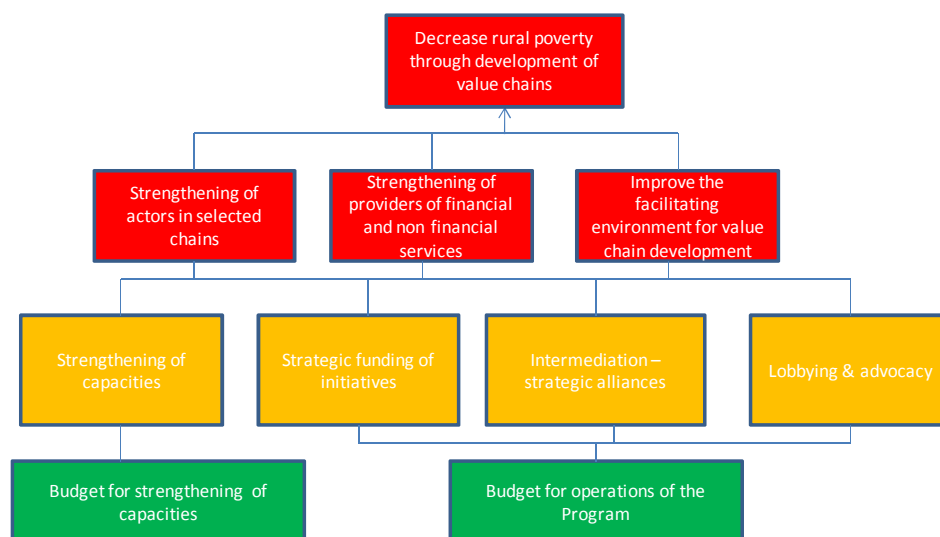 Decrease rural poverty
through development of
value chains
Strengthening of
actors in selected
chains
Strengthening of
providers of financial
and non financial
services
Improve the
facilitating
environment for value
chain development
Strengthening of
capacities
Strategic funding of
initiatives
Intermediation –
strategic alliances
Lobbying & advocacy
Budget for strengthening of
capacities
Budget for operations of the
Program